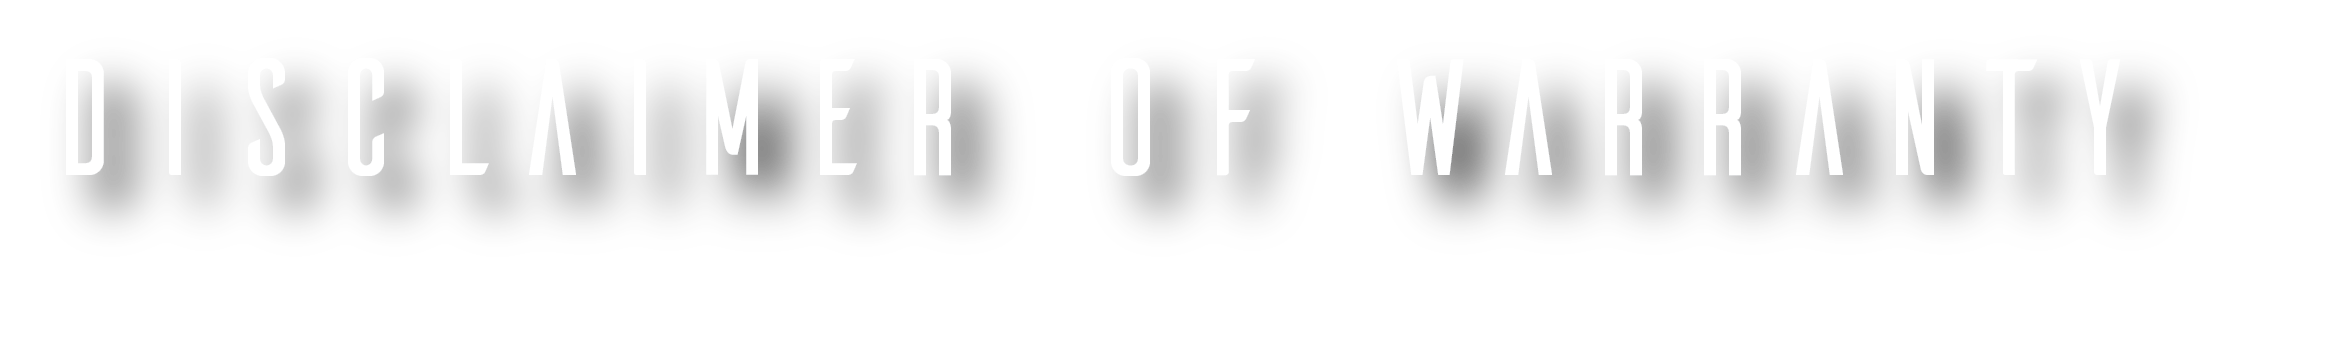 DISCLAIMER OF WARRANTY